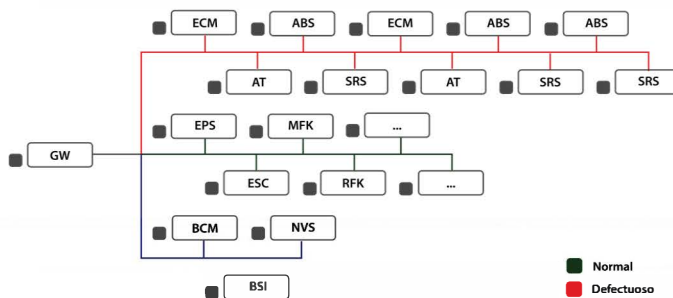 ECM ABS ECM ABS ABS
AT SRS AT SRS SRS
EPS MFK ...
GW
ESC RFK ...
BCM NVS
Normal
BSI
Defectuoso